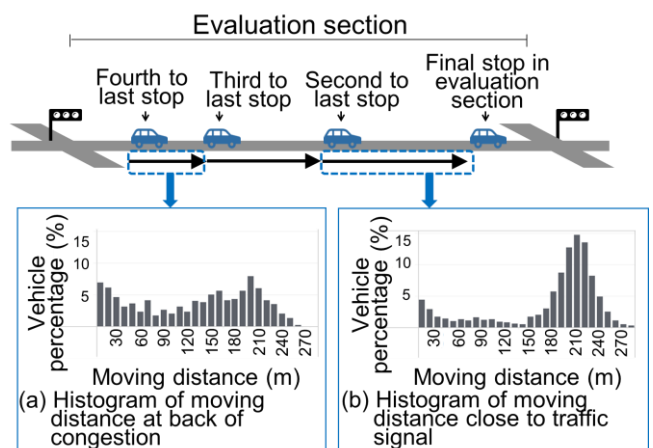 Evaluation section
Fourth to
last stop
Third to
last stop
Second to
last stop
Final stop in
evaluation
section
Vehicle
percentage (%)
15
10
5
30
60
90
120
150
180
210
240
270
Moving distance (m)
(a) Histogram of moving
distance at back of
congestion
Vehicle
percentage (%)
15
10
5
30
60
90
120
150
180
210
240
270
Moving distance (m)
(b) Histogram of moving
distance close to traffic
signal